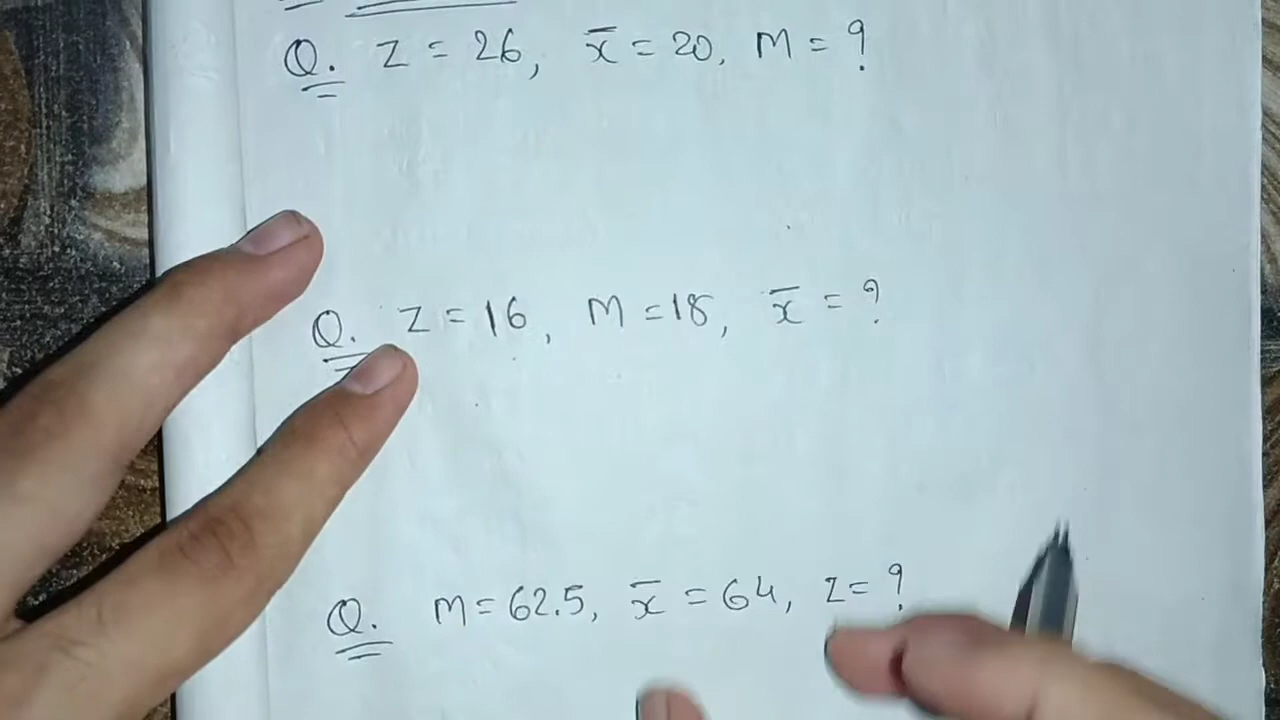 Q. Z = 26, x̄ = 20, M = ?
Q. Z = 16, M = 18, x̄ = ?
Q. M = 62.5, x̄ = 64, Z = ?